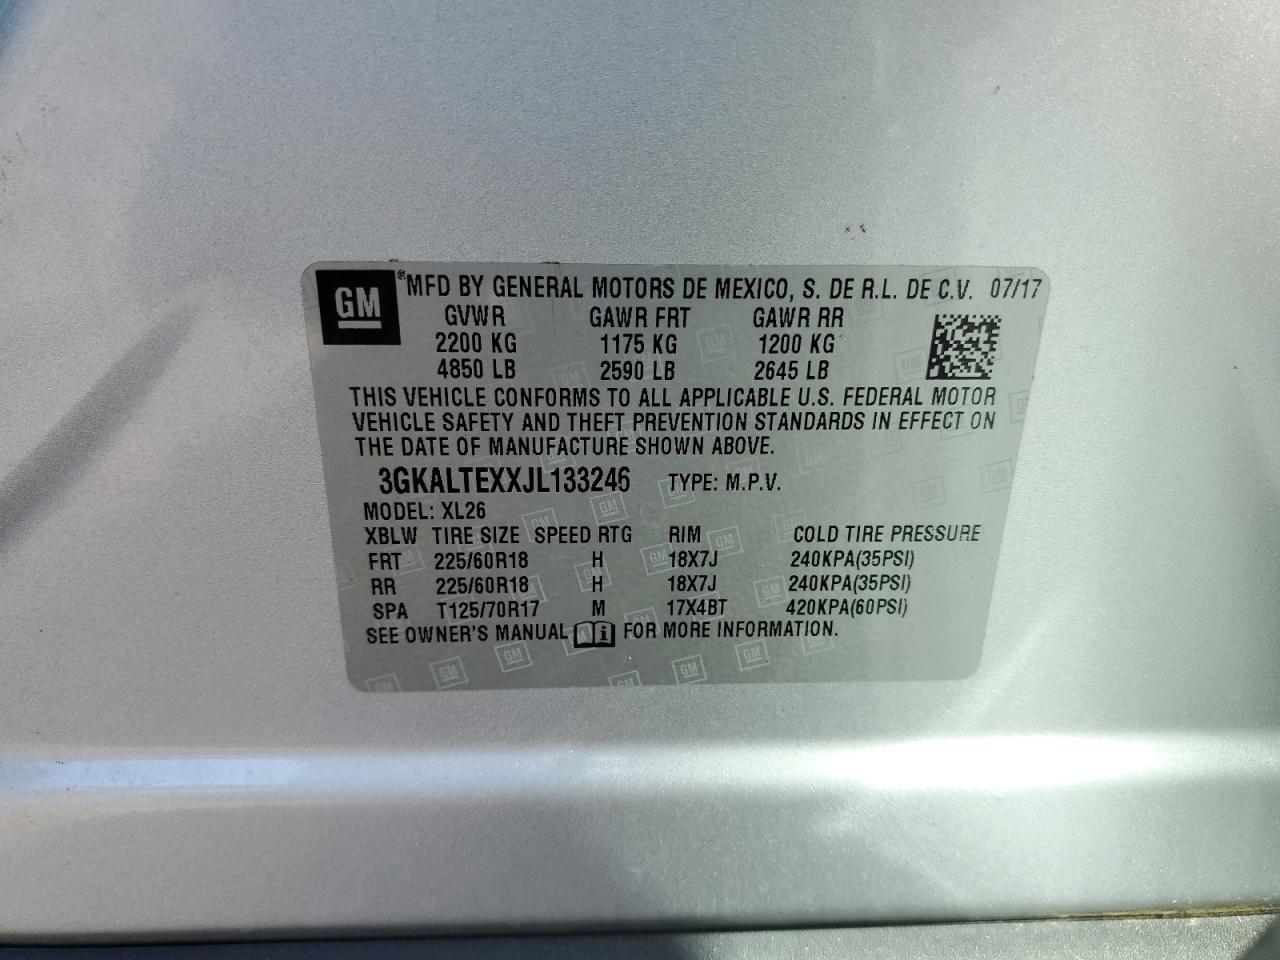 GM ® MFD BY GENERAL MOTORS DE MEXICO, S. DE R.L. DE C.V. 07/17
GVWR GAWR FRT GAWR RR
2200 KG 1175 KG 1200 KG
4850 LB 2590 LB 2645 LB
THIS VEHICLE CONFORMS TO ALL APPLICABLE U.S. FEDERAL MOTOR
VEHICLE SAFETY AND THEFT PREVENTION STANDARDS IN EFFECT ON
THE DATE OF MANUFACTURE SHOWN ABOVE.
3GKALTEXXJL133246 TYPE: M.P.V.
MODEL: XL26
XBLW TIRE SIZE SPEED RTG RIM COLD TIRE PRESSURE
FRT 225/60R18 H 18X7J 240KPA(35PSI)
RR 225/60R18 H 18X7J 240KPA(35PSI)
SPA T125/70R17 M 17X4BT 420KPA(60PSI)
SEE OWNER'S MANUAL i FOR MORE INFORMATION.